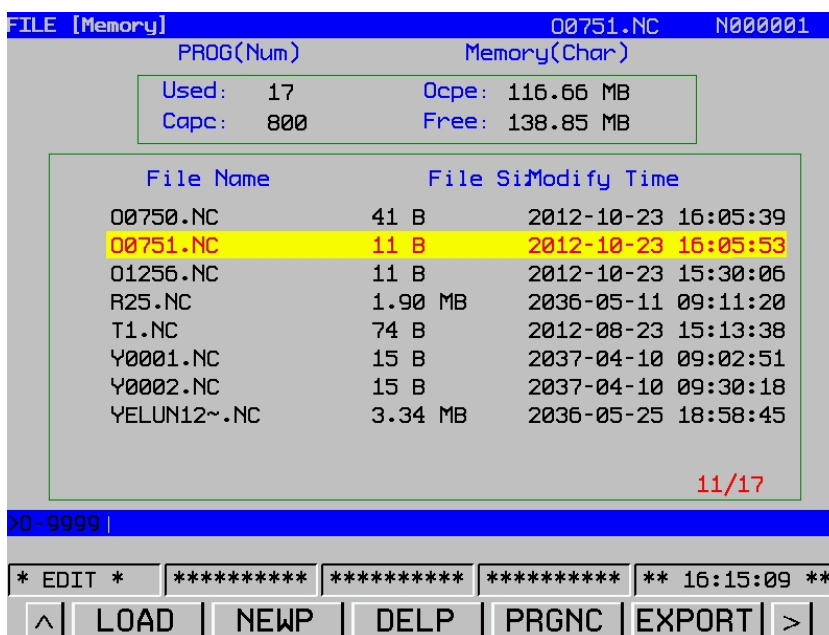 FILE [Memory] O0751.NC N000001
PROG(Num) Memory(Char)
Used: 17 Ocpe: 116.66 MB
Capc: 800 Free: 138.85 MB
File Name File Si Modify Time
O0750.NC 41 B 2012-10-23 16:05:39
O0751.NC 11 B 2012-10-23 16:05:53
O1256.NC 11 B 2012-10-23 15:30:06
R25.NC 1.90 MB 2036-05-11 09:11:20
T1.NC 74 B 2012-08-23 15:13:38
Y0001.NC 15 B 2037-04-10 09:02:51
Y0002.NC 15 B 2037-04-10 09:30:18
YELUN12~.NC 3.34 MB 2036-05-25 18:58:45
11/17
>O-9999
* EDIT * ********** ********** ********** ** 16:15:09 **
^ LOAD NEWP DELP PRGNC EXPORT >